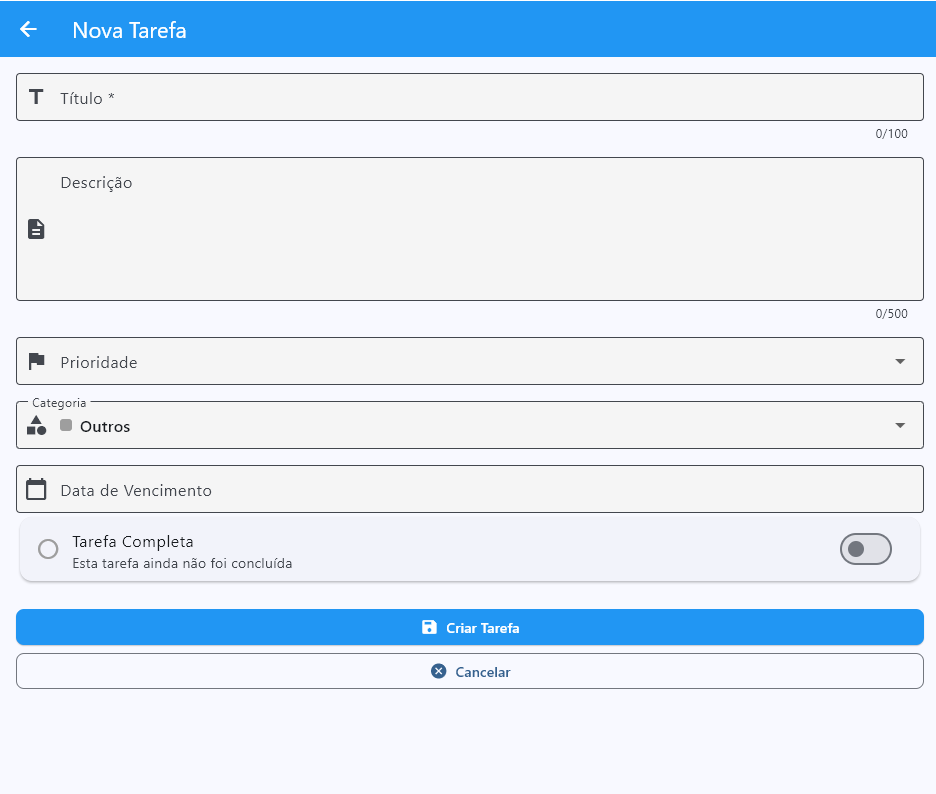 Nova Tarefa
Título *
0/100
Descrição
0/500
Prioridade
Categoria
Outros
Data de Vencimento
Tarefa Completa
Esta tarefa ainda não foi concluída
Criar Tarefa
Cancelar